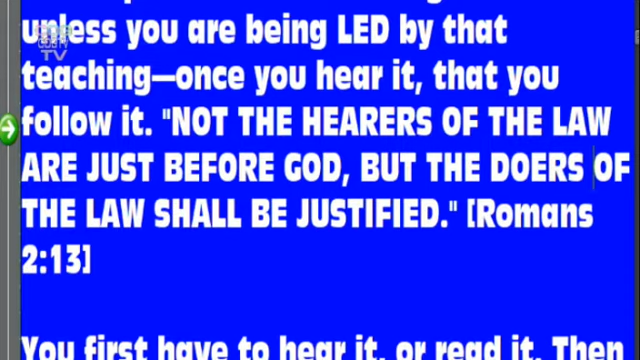 unless you are being LED by that
teaching—once you hear it, that you
follow it. "NOT THE HEARERS OF THE LAW
ARE JUST BEFORE GOD, BUT THE DOERS OF
THE LAW SHALL BE JUSTIFIED." [Romans
2:13]
You first have to hear it, or read it. Then